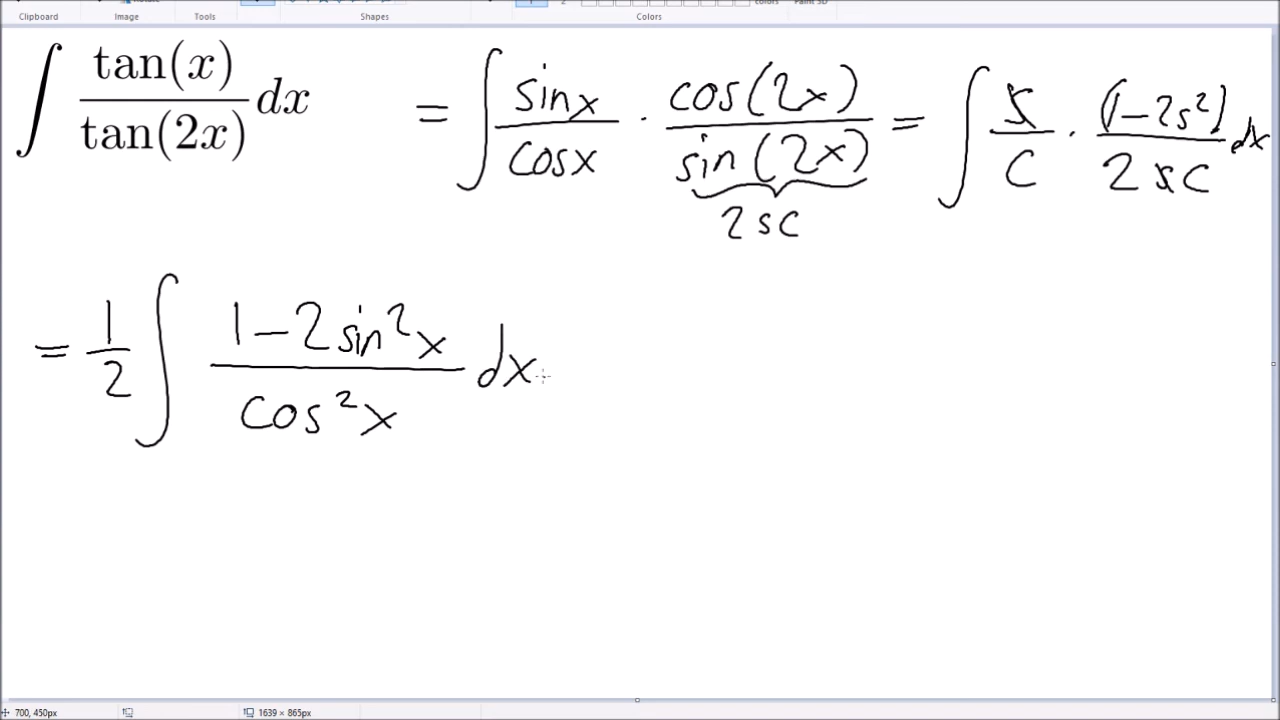 Clipboard Image Tools Shapes Colors
∫ tan(x)/tan(2x) dx = ∫ sinx/cosx · cos(2x)/sin(2x) = ∫ s/c · (1-2s²)/2sc dx
2sc
= 1/2 ∫ 1-2sin²x/cos²x dx
700, 450px 1639 × 865px